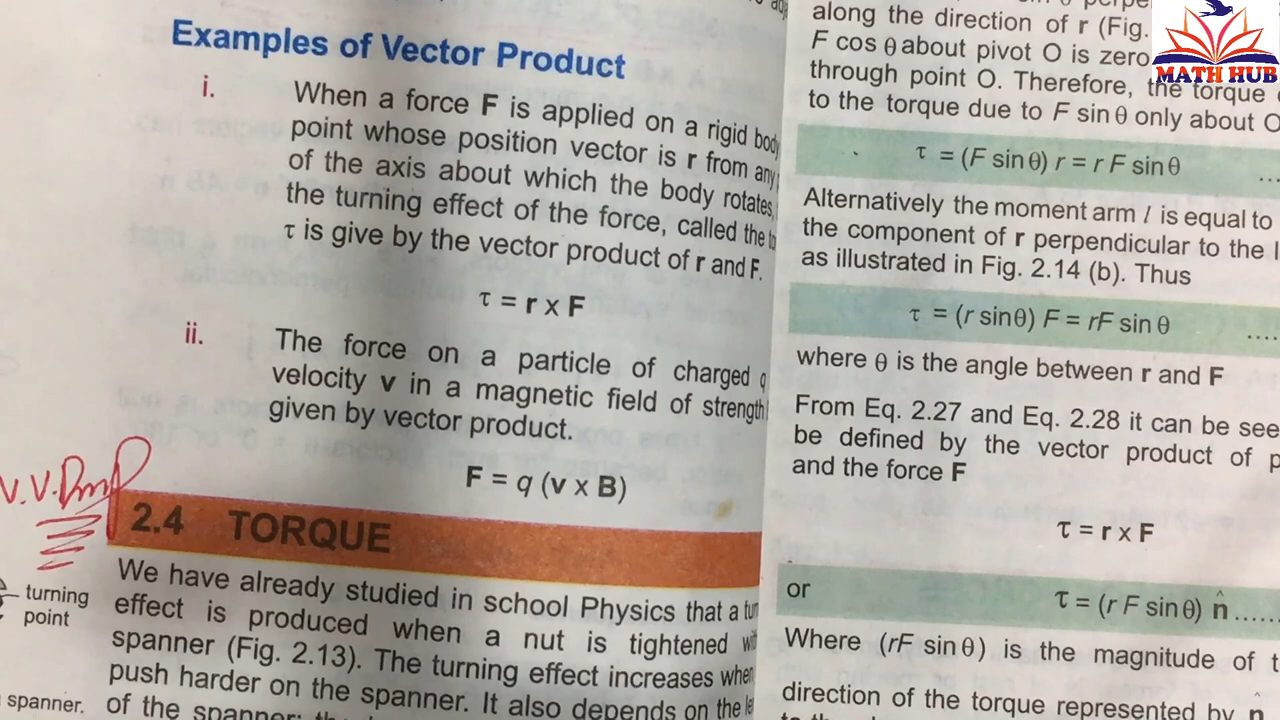 Examples of Vector Product
i. When a force F is applied on a rigid body
point whose position vector is r from any
of the axis about which the body rotates,
the turning effect of the force, called the
τ is give by the vector product of r and F.
τ = r x F
ii. The force on a particle of charged q
velocity v in a magnetic field of strength
given by vector product.
F = q (v x B)
V.V.Imp
2.4 TORQUE
We have already studied in school Physics that a
effect is produced when a nut is tightened
spanner (Fig. 2.13). The turning effect increases when
push harder on the spanner. It also depends on the
of the spanner:
turning
point
spanner.
along the direction of r (Fig.
F cos θ about pivot O is zero
through point O. Therefore, the torque
to the torque due to F sin θ only about O
τ = (F sin θ) r = r F sin θ ...
Alternatively the moment arm l is equal to
the component of r perpendicular to the
as illustrated in Fig. 2.14 (b). Thus
τ = (r sinθ) F = rF sin θ ....
where θ is the angle between r and F
From Eq. 2.27 and Eq. 2.28 it can be see
be defined by the vector product of
and the force F
τ = r x F
or τ = (r F sin θ) n̂ ......
Where (rF sin θ) is the magnitude of
direction of the torque represented by n̂
MATH HUB